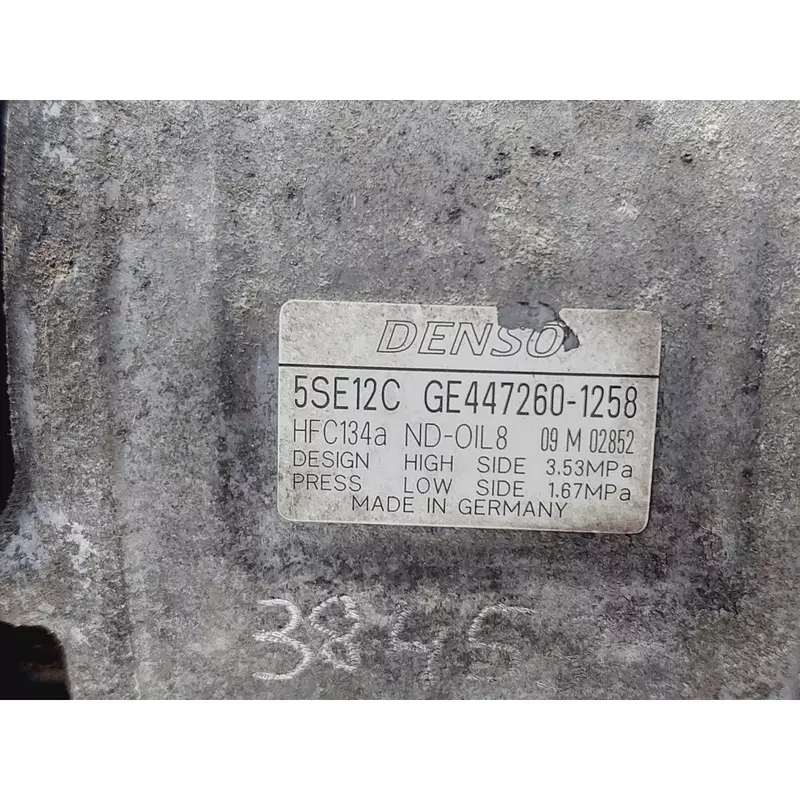 DENSO
5SE12C GE447260-1258
HFC134a ND-OIL8 09 M 02852
DESIGN HIGH SIDE 3.53MPa
PRESS LOW SIDE 1.67MPa
MADE IN GERMANY
3845